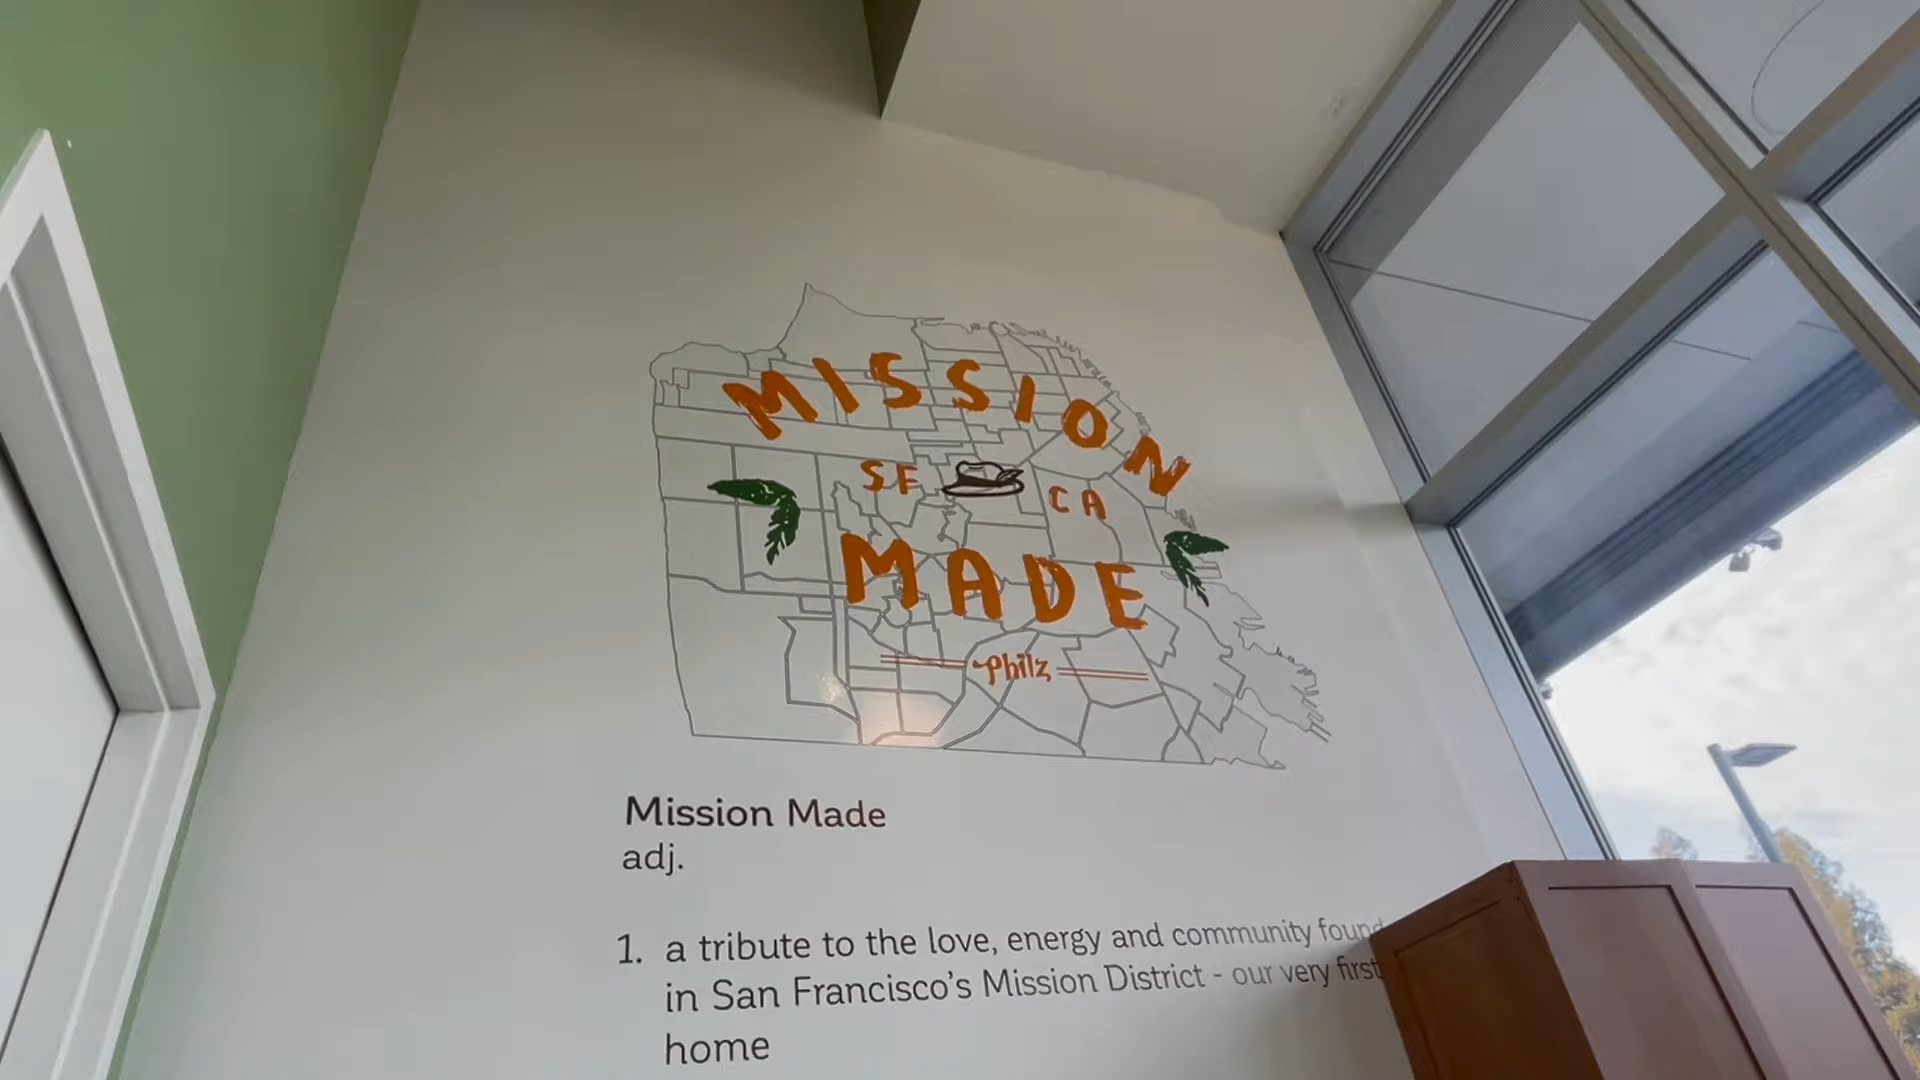 MISSION
SF CA
MADE
Philz
Mission Made
adj.
1. a tribute to the love, energy and community found
in San Francisco's Mission District - our very first
home